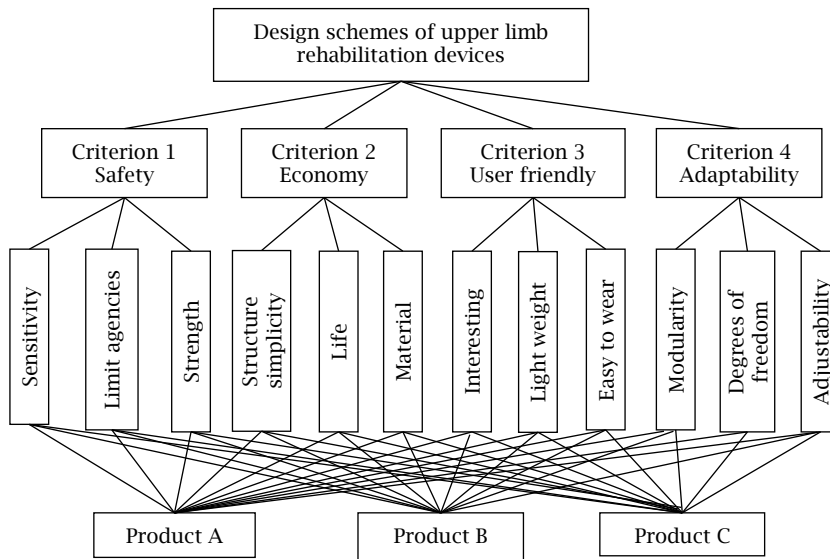 Design schemes of upper limb
rehabilitation devices
Criterion 1
Safety
Criterion 2
Economy
Criterion 3
User friendly
Criterion 4
Adaptability
Sensitivity
Limit agencies
Strength
Structure
simplicity
Life
Material
Interesting
Light weight
Easy to wear
Modularity
Degrees of
freedom
Adjustability
Product A
Product B
Product C